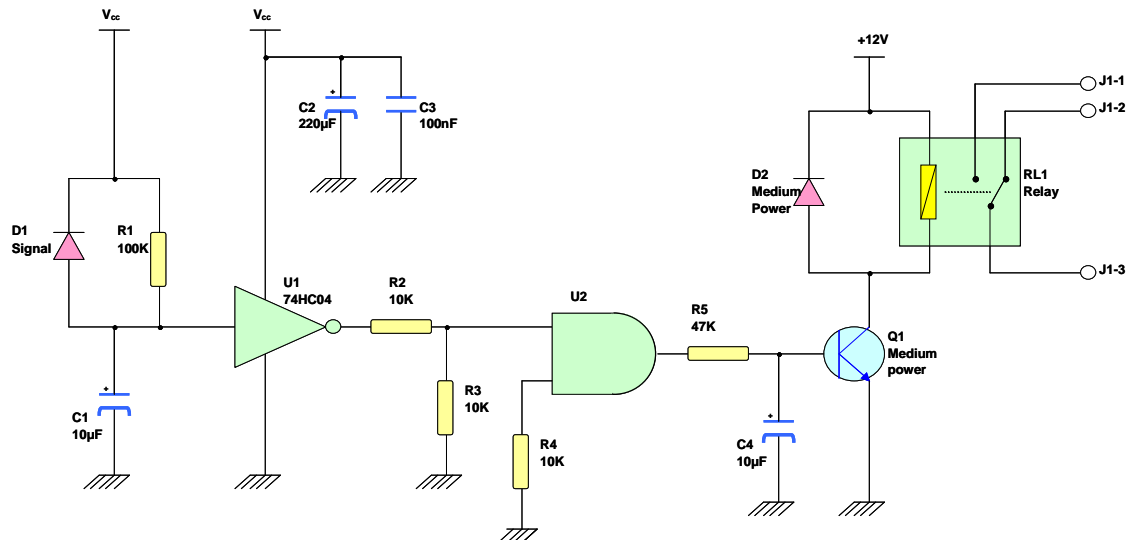 Vcc
Vcc
+12V
J1-1
J1-2
C2
220µF
C3
100nF
D2
Medium
Power
RL1
Relay
D1
Signal
R1
100K
J1-3
U1
74HC04
R2
10K
U2
R5
47K
Q1
Medium
power
R3
10K
C1
10µF
R4
10K
C4
10µF